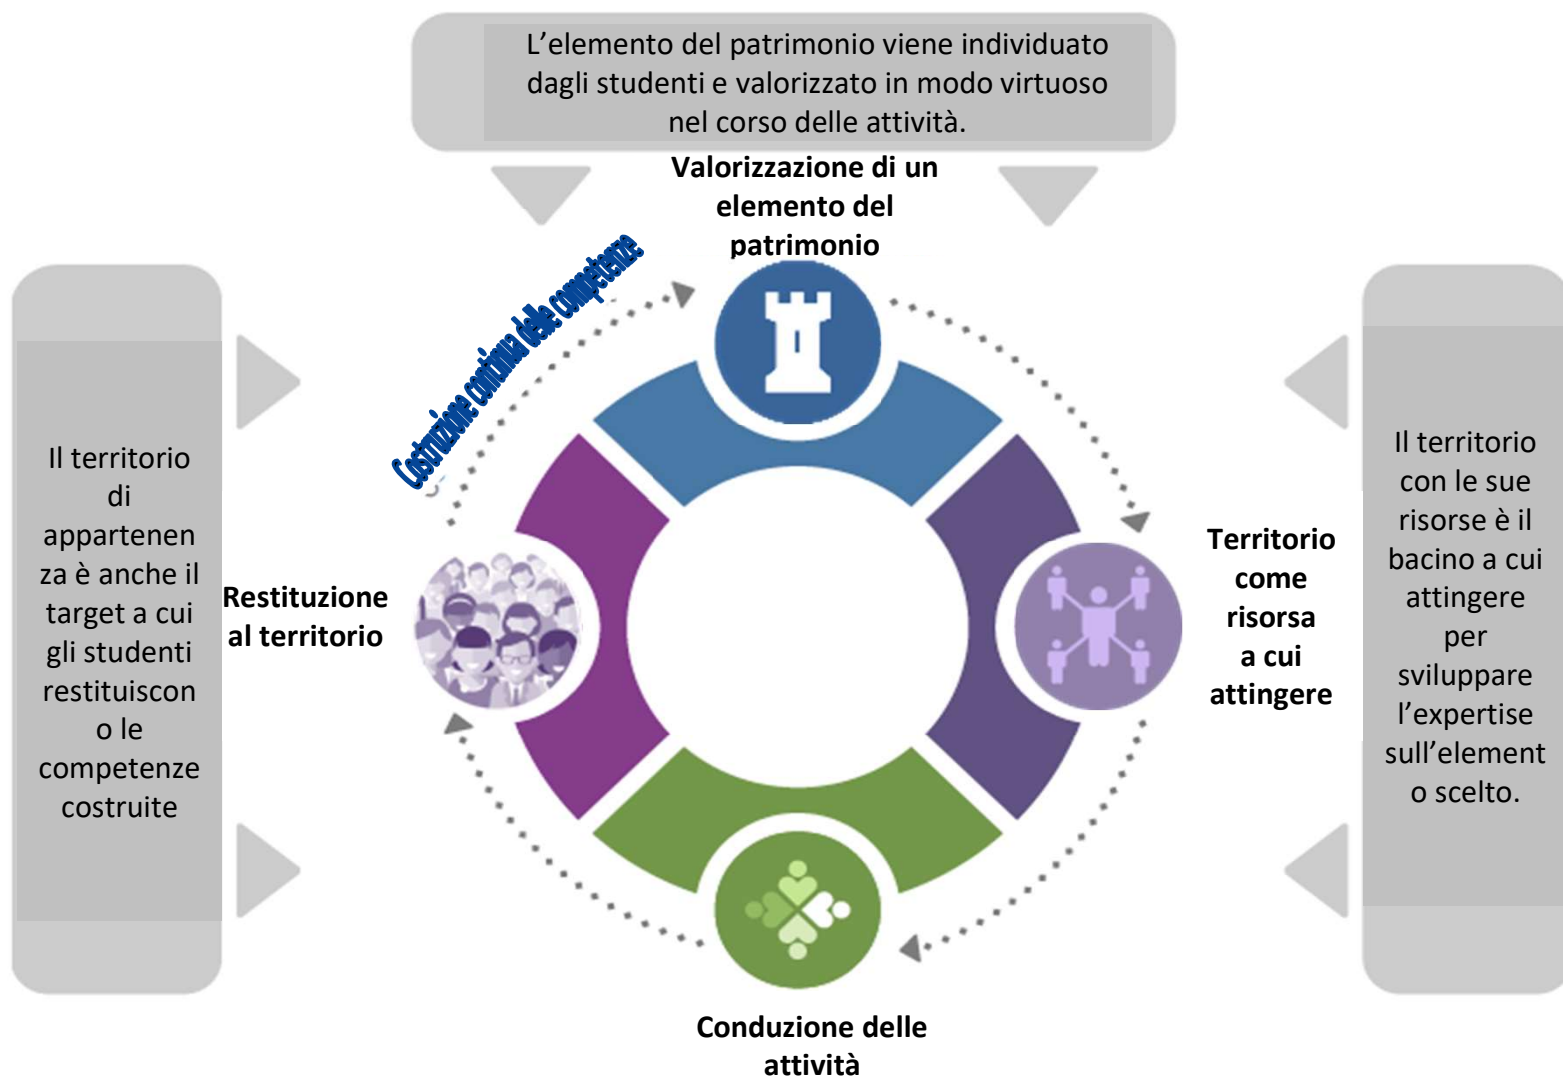 L’elemento del patrimonio viene individuato
dagli studenti e valorizzato in modo virtuoso
nel corso delle attività.
Valorizzazione di un
elemento del
patrimonio
Costruzione continua delle competenze
Il territorio
di
appartenen
za è anche il
target a cui
gli studenti
restituiscon
o le
competenze
costruite
Restituzione
al territorio
Territorio
come
risorsa
a cui
attingere
Il territorio
con le sue
risorse è il
bacino a cui
attingere
per
sviluppare
l’expertise
sull’element
o scelto.
Conduzione delle
attività